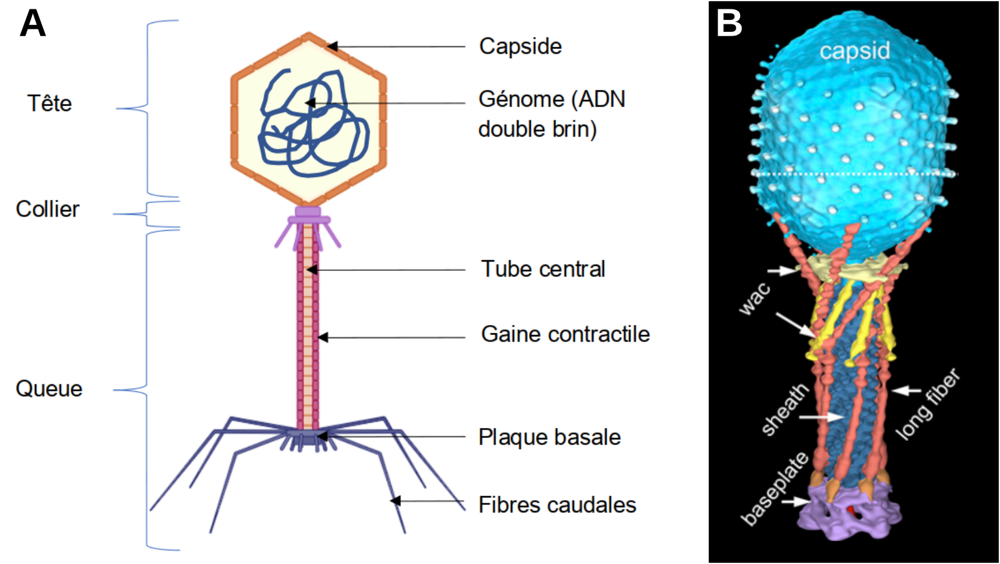 A
Tête
Collier
Queue
Capside
Génome (ADN
double brin)
Tube central
Gaine contractile
Plaque basale
Fibres caudales
B
capsid
wac
sheath
long fiber
baseplate